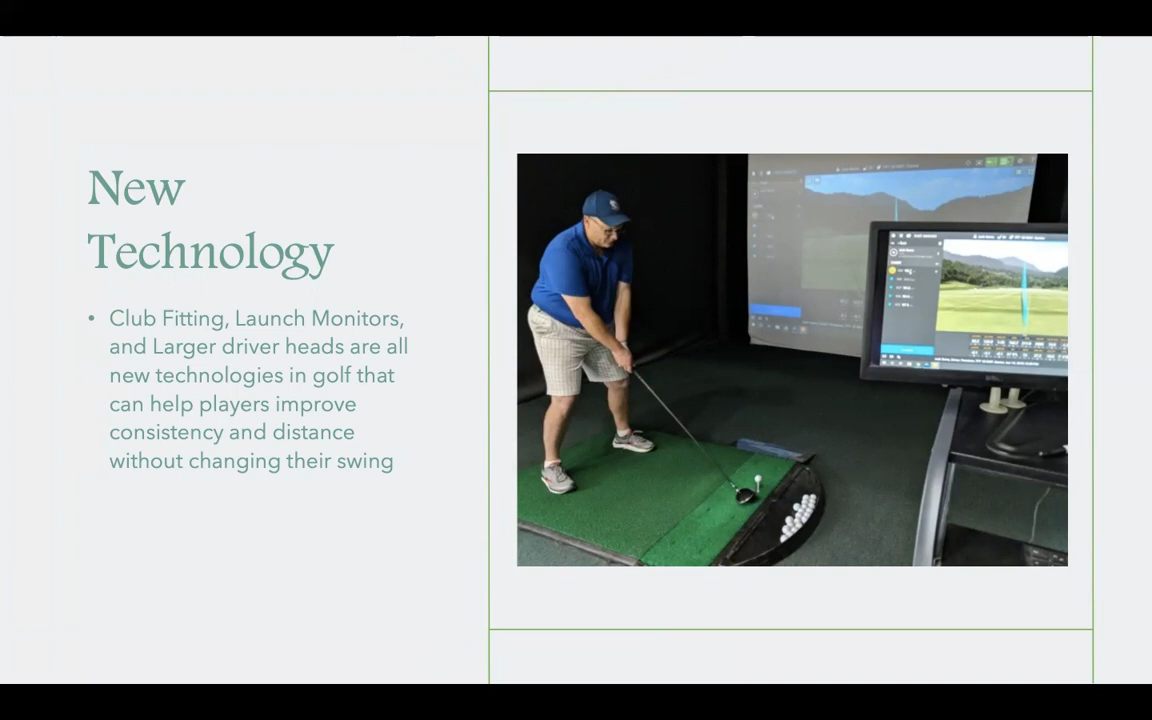 New
Technology
• Club Fitting, Launch Monitors,
and Larger driver heads are all
new technologies in golf that
can help players improve
consistency and distance
without changing their swing